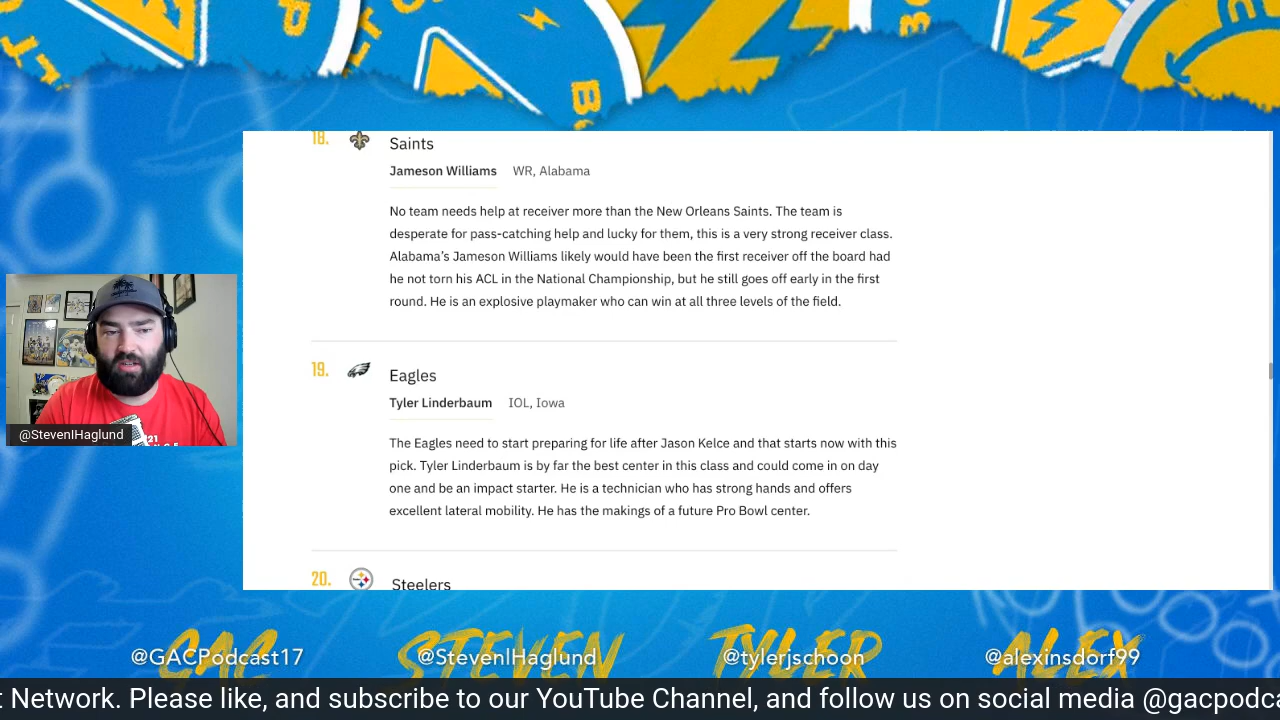 18.
Saints
Jameson Williams WR, Alabama
No team needs help at receiver more than the New Orleans Saints. The team is
desperate for pass-catching help and lucky for them, this is a very strong receiver class.
Alabama’s Jameson Williams likely would have been the first receiver off the board had
he not torn his ACL in the National Championship, but he still goes off early in the first
round. He is an explosive playmaker who can win at all three levels of the field.
19.
Eagles
Tyler Linderbaum IOL, Iowa
The Eagles need to start preparing for life after Jason Kelce and that starts now with this
pick. Tyler Linderbaum is by far the best center in this class and could come in on day
one and be an impact starter. He is a technician who has strong hands and offers
excellent lateral mobility. He has the makings of a future Pro Bowl center.
20.
Steelers
@StevenIHaglund
GAC STEVEN TYLER ALEX
@GACPodcast17 @StevenIHaglund @tylerjschoon @alexinsdorf99
t Network. Please like, and subscribe to our YouTube Channel, and follow us on social media @gacpodca